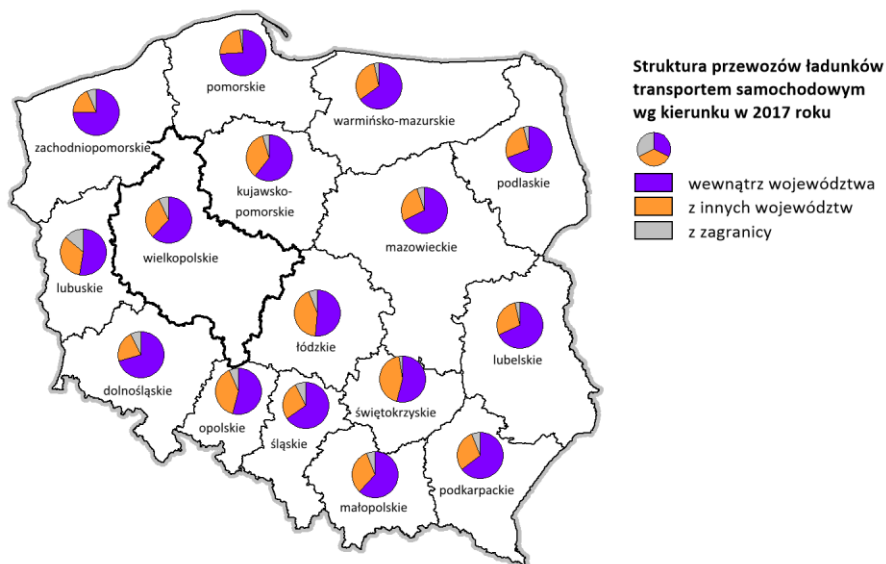 Struktura przewozów ładunków
transportem samochodowym
wg kierunku w 2017 roku
wewnątrz województwa
z innych województw
z zagranicy
pomorskie
warmińsko-mazurskie
zachodniopomorskie
podlaskie
kujawsko-
pomorskie
mazowieckie
wielkopolskie
lubuskie
łódzkie
lubelskie
dolnośląskie
opolskie
śląskie
świętokrzyskie
małopolskie
podkarpackie